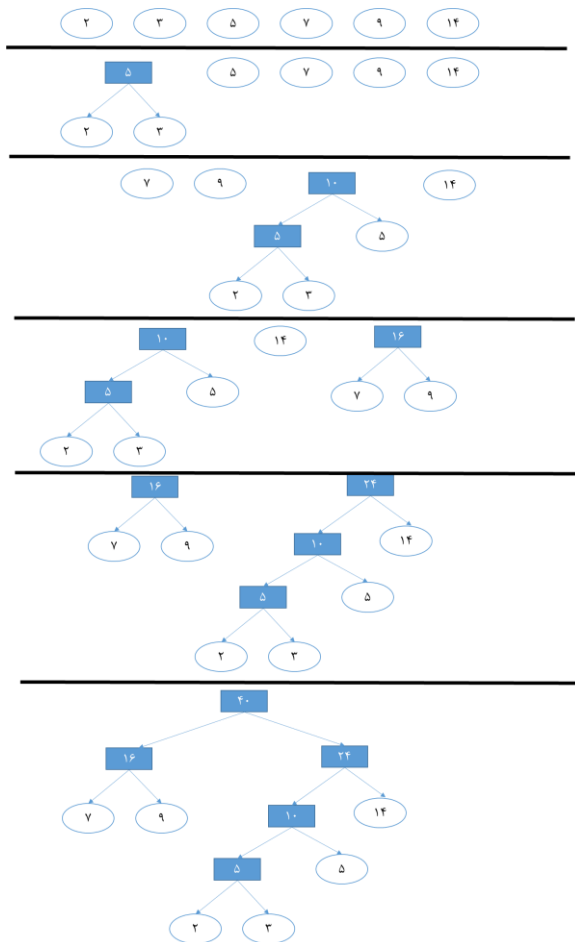 ۲ ۳ ۵ ۷ ۹ ۱۴
۵ ۵ ۷ ۹ ۱۴
۲ ۳
۷ ۹ ۱۰ ۱۴
۵ ۵
۲ ۳
۱۰ ۱۴ ۱۶
۵ ۵ ۷ ۹
۲ ۳
۱۶ ۲۴
۷ ۹ ۱۰ ۱۴
۵ ۵
۲ ۳
۴۰
۱۶ ۲۴
۷ ۹ ۱۰ ۱۴
۵ ۵
۲ ۳